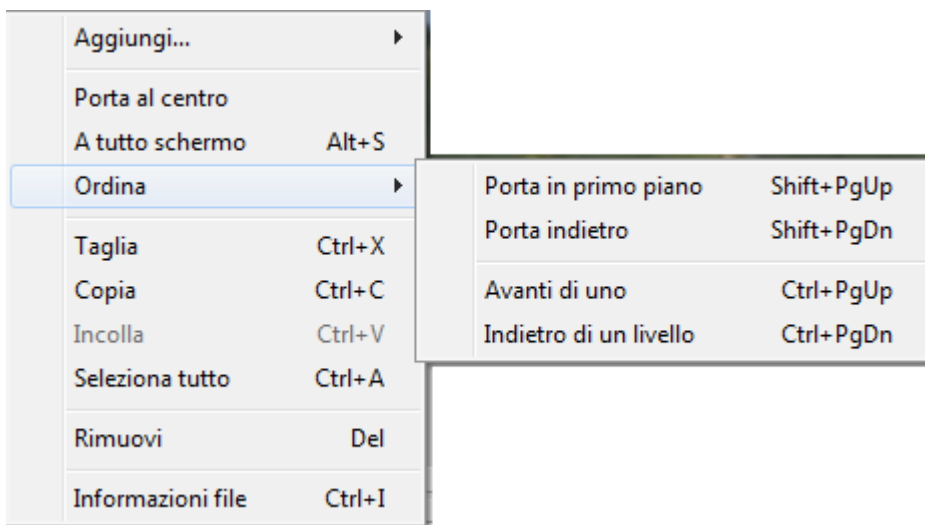 Aggiungi...
Porta al centro
A tutto schermo Alt+S
Ordina
Porta in primo piano Shift+PgUp
Porta indietro Shift+PgDn
Avanti di uno Ctrl+PgUp
Indietro di un livello Ctrl+PgDn
Taglia Ctrl+X
Copia Ctrl+C
Incolla Ctrl+V
Seleziona tutto Ctrl+A
Rimuovi Del
Informazioni file Ctrl+I